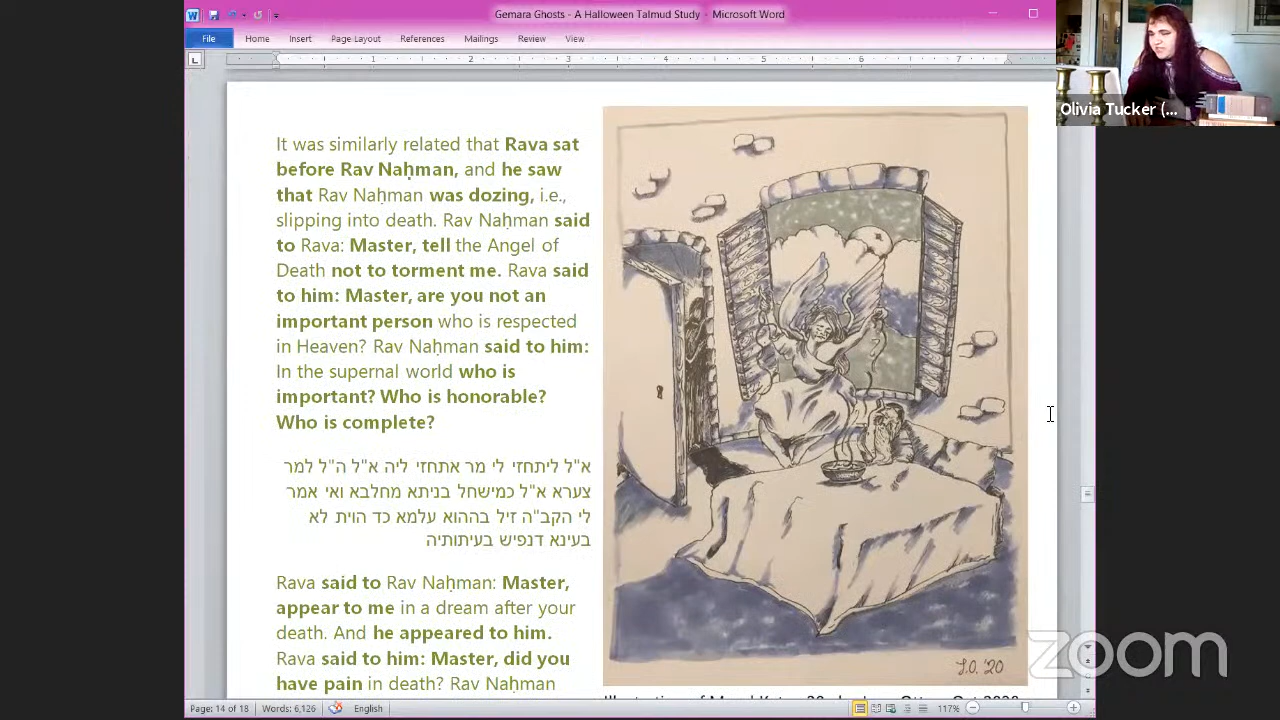 Gemara Ghosts - A Halloween Talmud Study - Microsoft Word
File Home Insert Page Layout References Mailings Review View
1 2 3 4 5 6 7
Olivia Tucker (...
It was similarly related that Rava sat
before Rav Naḥman, and he saw
that Rav Naḥman was dozing, i.e.,
slipping into death. Rav Naḥman said
to Rava: Master, tell the Angel of
Death not to torment me. Rava said
to him: Master, are you not an
important person who is respected
in Heaven? Rav Naḥman said to him:
In the supernal world who is
important? Who is honorable?
Who is complete?
א"ל ליתחזי לי מר אתחזי ליה א"ל ה"ל למר
צערא א"ל כמישחל בניתא מחלבא ואי אמר
לי הקב"ה זיל בההוא עלמא כד הוית לא
בעינא דנפיש בעיתותיה
Rava said to Rav Naḥman: Master,
appear to me in a dream after your
death. And he appeared to him.
Rava said to him: Master, did you
have pain in death? Rav Naḥman
J.O. '20
zoom
Page: 14 of 18 Words: 6,126 English 117%